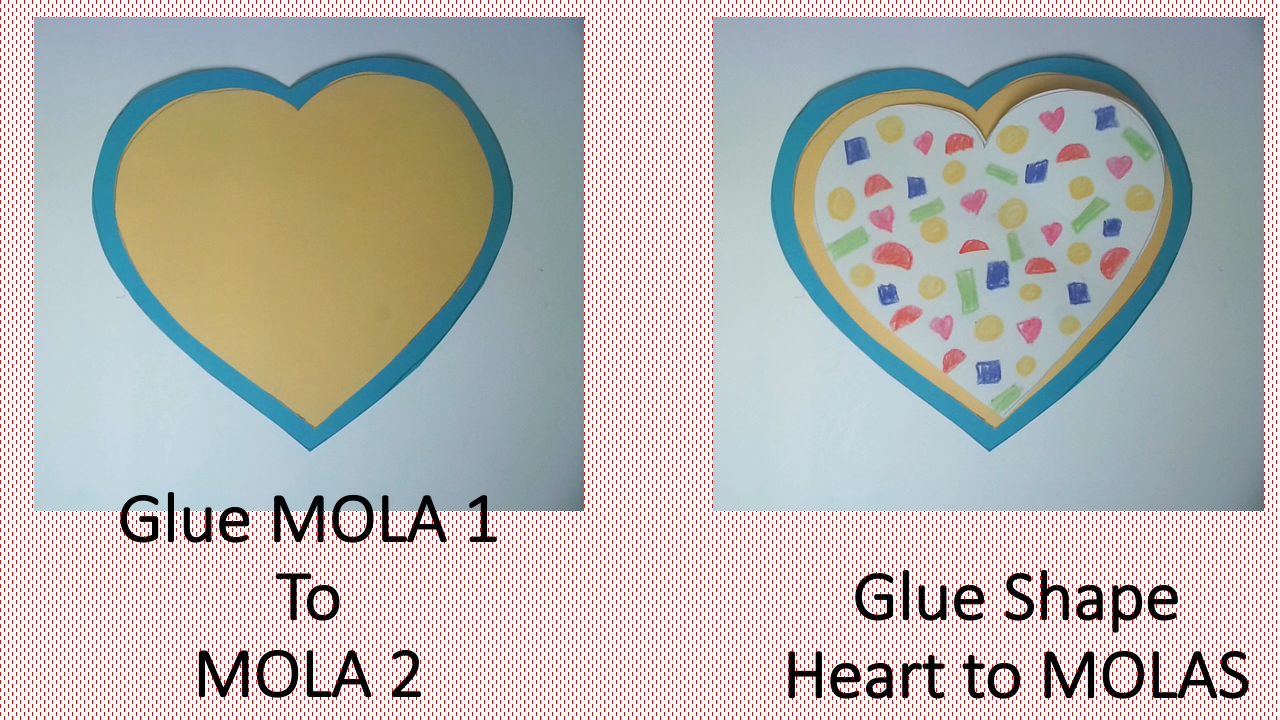 Glue MOLA 1
To
MOLA 2
Glue Shape
Heart to MOLAS